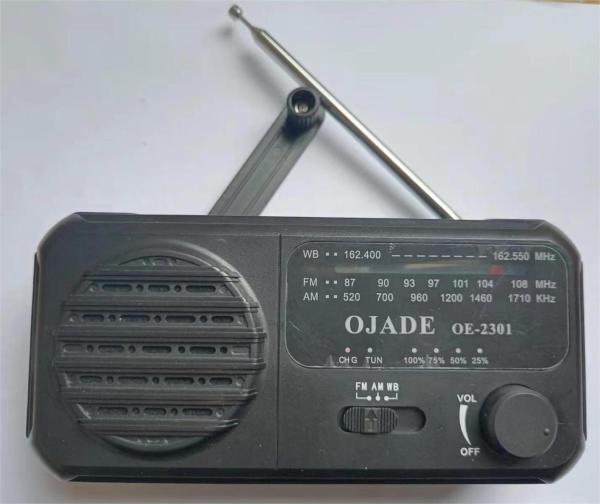 WB 162.400 162.550 MHz
FM 87 90 93 97 101 104 108 MHz
AM 520 700 960 1200 1460 1710 KHz
OJADE OE-2301
CHG TUN 100% 75% 50% 25%
FM AM WB
VOL
OFF